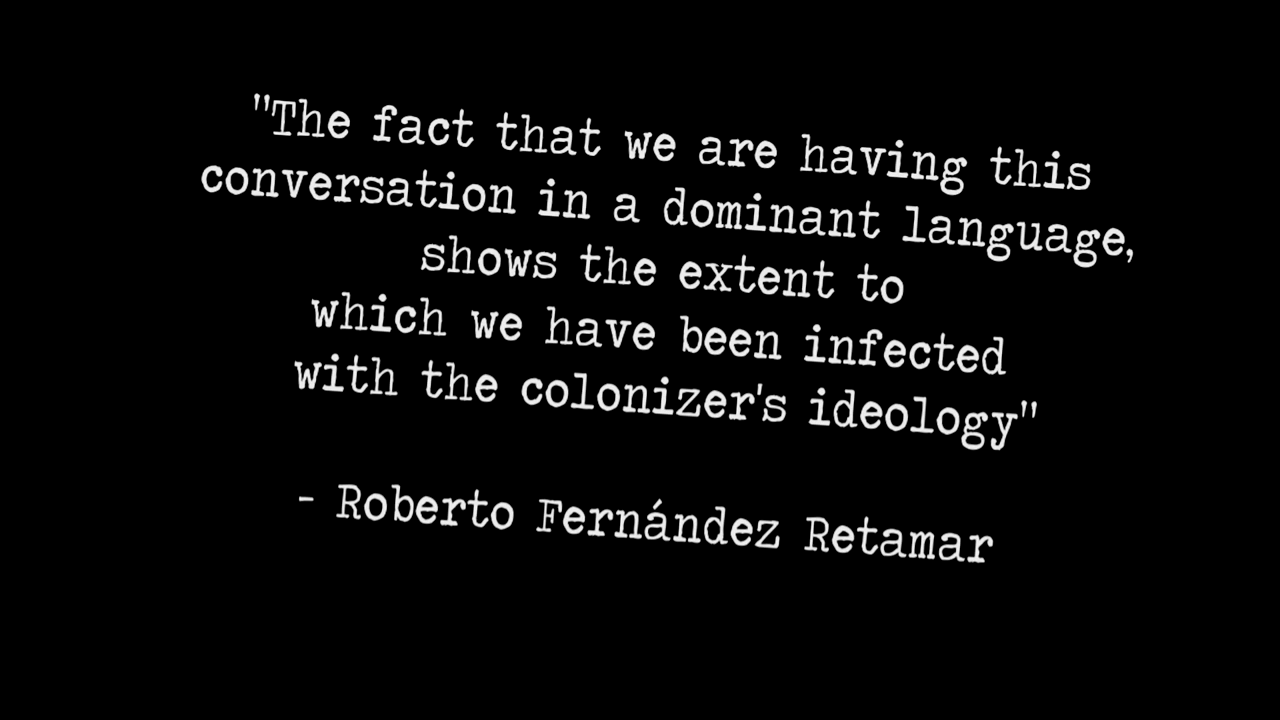 "The fact that we are having this
conversation in a dominant language,
shows the extent to
which we have been infected
with the colonizer's ideology"
- Roberto Fernández Retamar